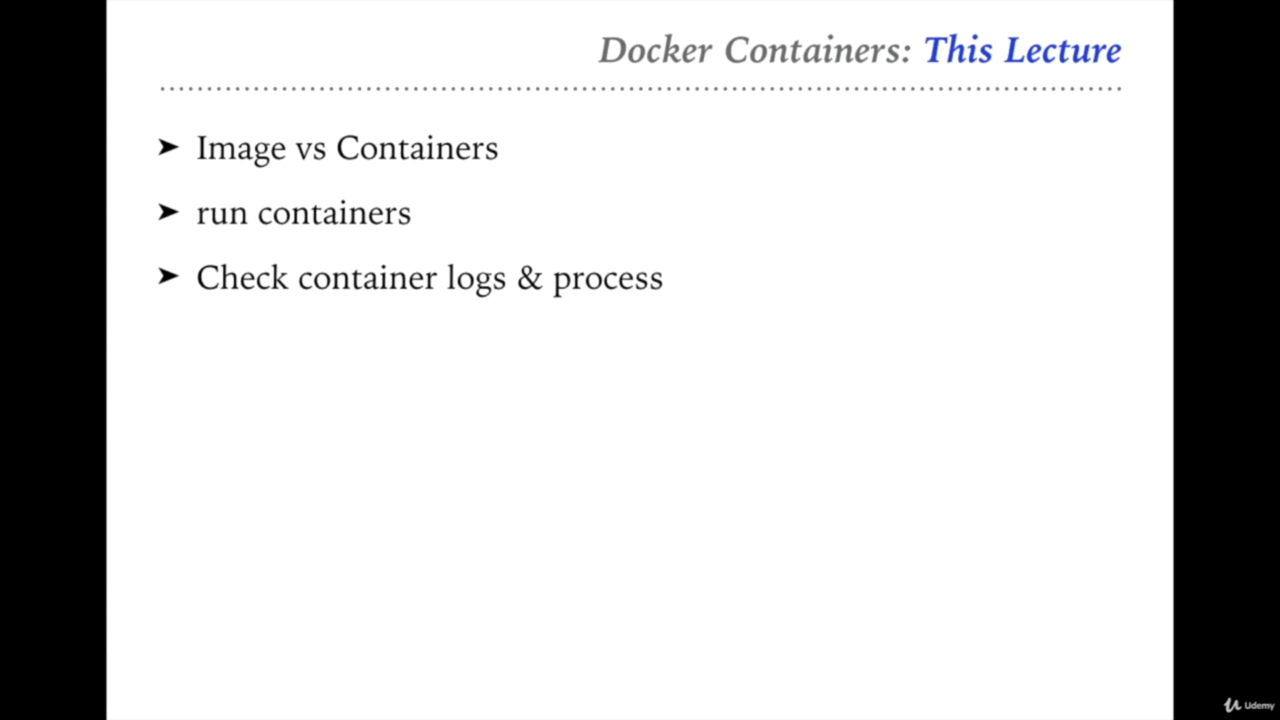 Docker Containers: This Lecture
➤ Image vs Containers
➤ run containers
➤ Check container logs & process
Udemy